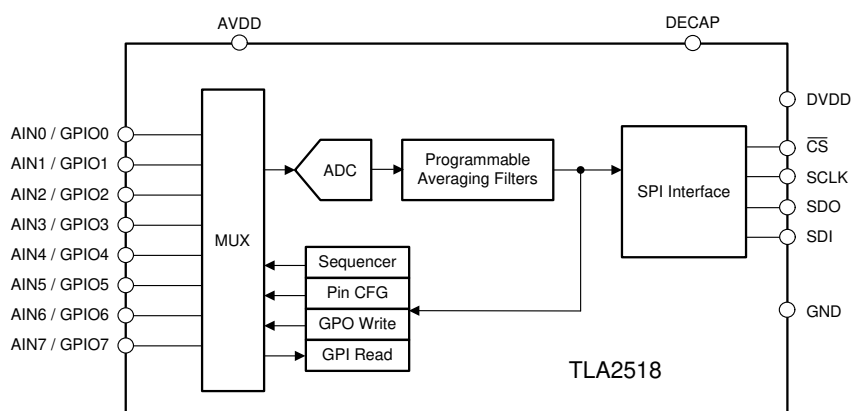 AVDD
DECAP
AIN0 / GPIO0
AIN1 / GPIO1
AIN2 / GPIO2
AIN3 / GPIO3
AIN4 / GPIO4
AIN5 / GPIO5
AIN6 / GPIO6
AIN7 / GPIO7
MUX
ADC
Programmable
Averaging Filters
Sequencer
Pin CFG
GPO Write
GPI Read
SPI Interface
DVDD
CS
SCLK
SDO
SDI
GND
TLA2518